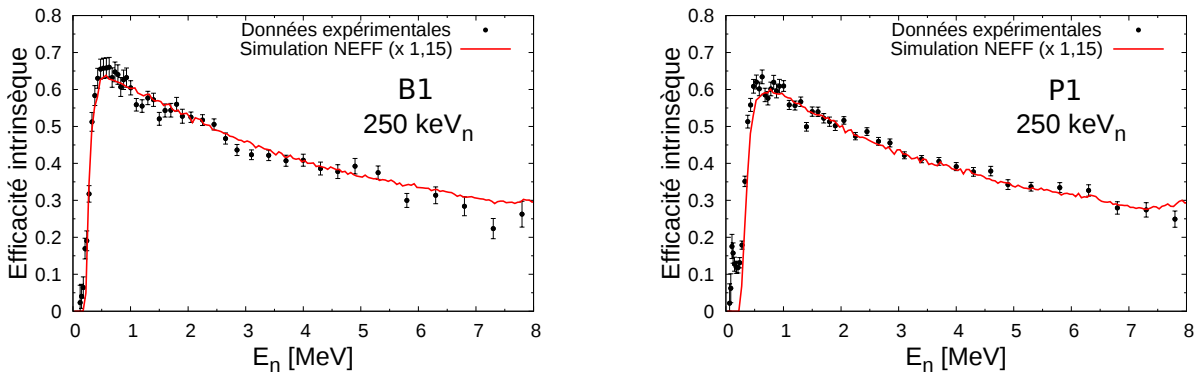 Données expérimentales
Simulation NEFF (x 1,15)
B1
250 keVn
Efficacité intrinsèque
0.8
0.7
0.6
0.5
0.4
0.3
0.2
0.1
0
0 1 2 3 4 5 6 7 8
En [MeV]
Données expérimentales
Simulation NEFF (x 1,15)
P1
250 keVn
Efficacité intrinsèque
0.8
0.7
0.6
0.5
0.4
0.3
0.2
0.1
0
0 1 2 3 4 5 6 7 8
En [MeV]